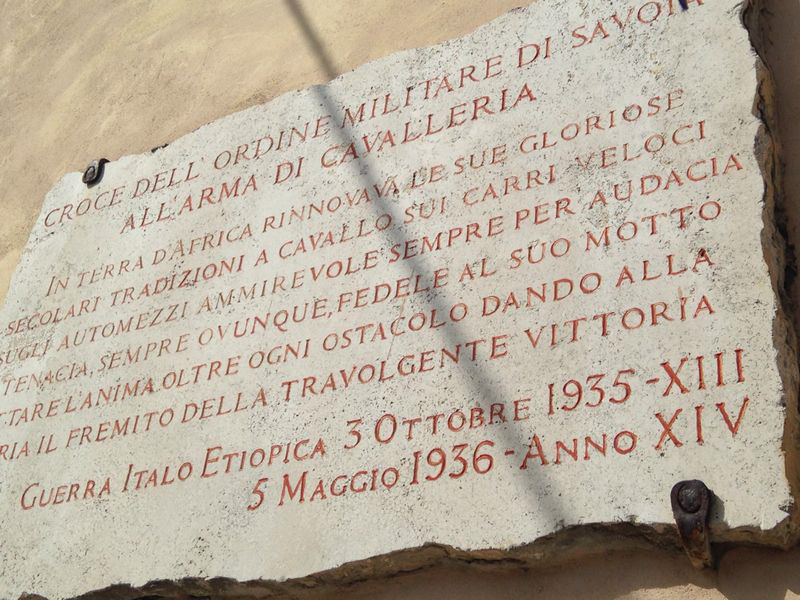 CROCE DELL'ORDINE MILITARE DI SAVOIA
ALL'ARMA DI CAVALLERIA
IN TERRA D'AFRICA RINNOVAVA LE SUE GLORIOSE
SECOLARI TRADIZIONI A CAVALLO SUI CARRI VELOCI
SUGLI AUTOMEZZI AMMIREVOLE SEMPRE PER AUDACIA
TENACIA, SEMPRE OVUNQUE, FEDELE AL SUO MOTTO
L'ANIMA OLTRE OGNI OSTACOLO DANDO ALLA
IL FREMITO DELLA TRAVOLGENTE VITTORIA
GUERRA ITALO ETIOPICA 3 OTTOBRE 1935-XIII
5 MAGGIO 1936-ANNO XIV